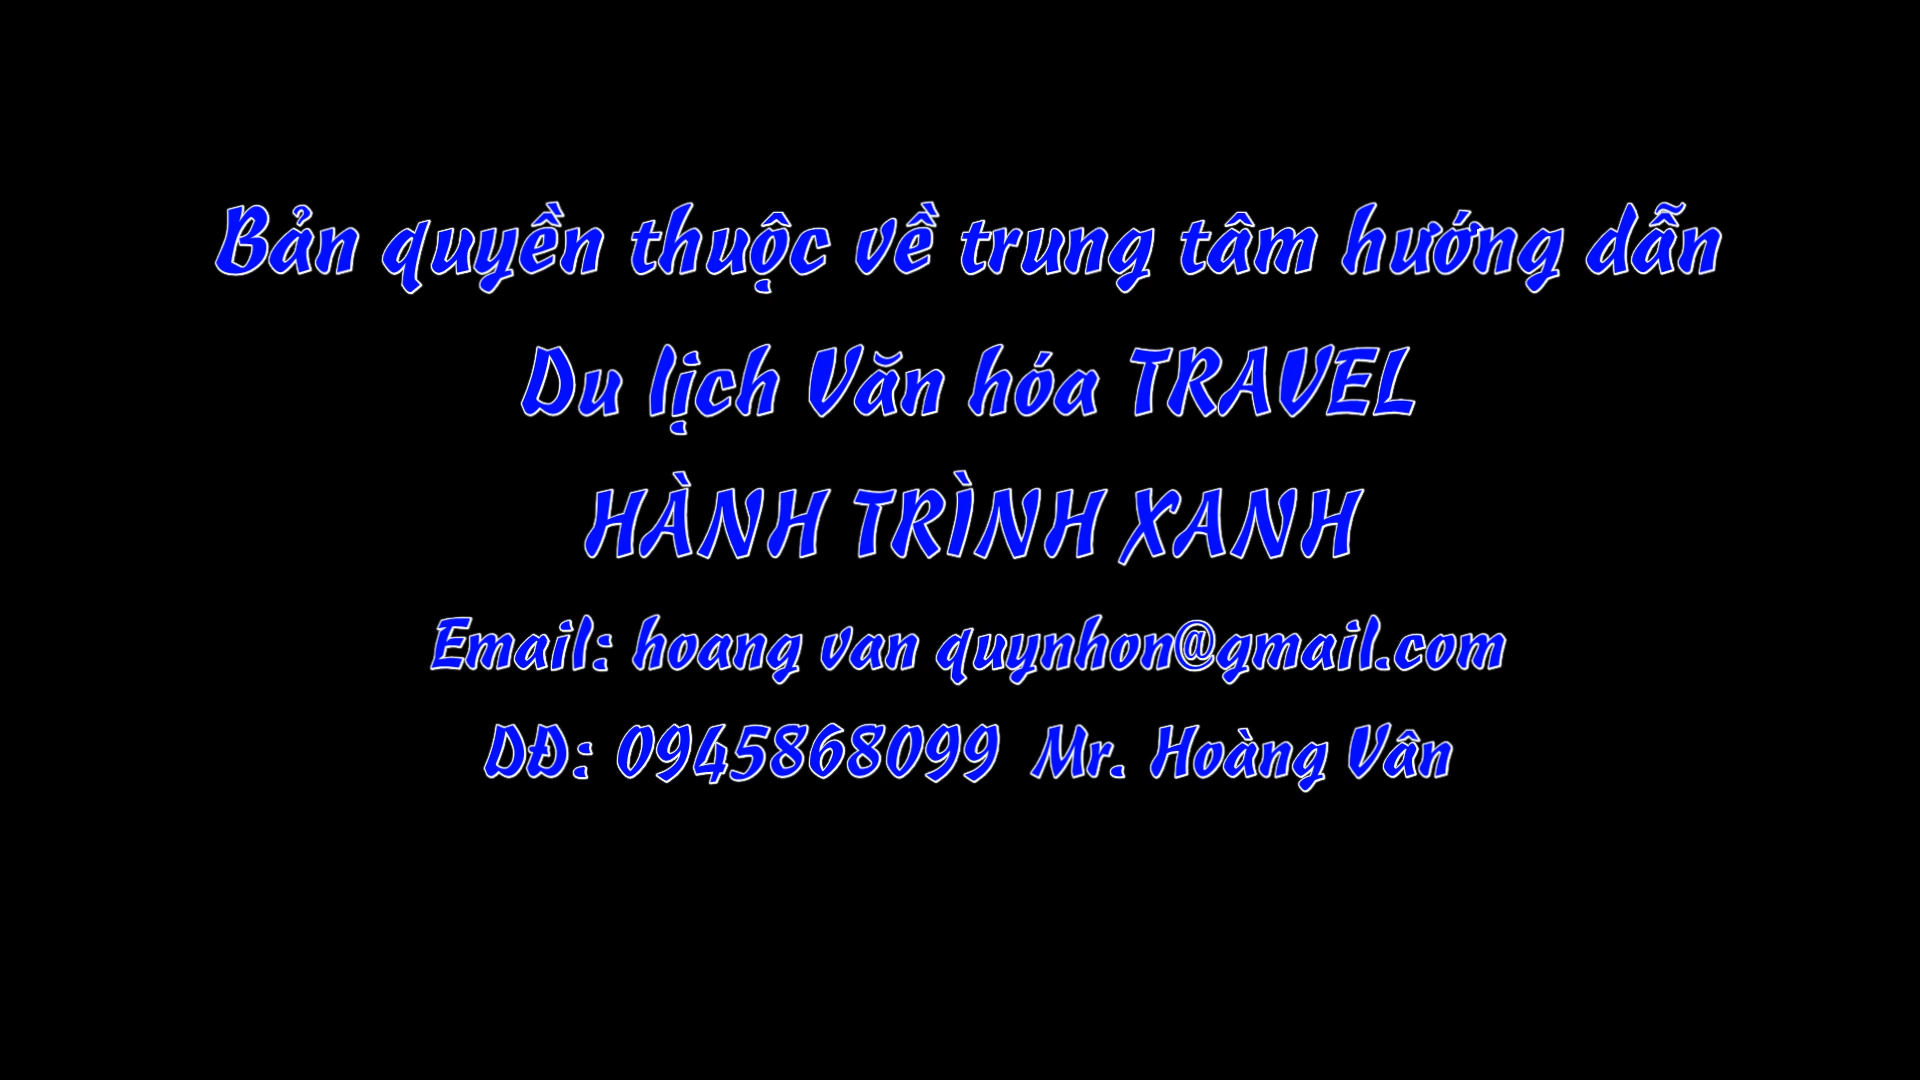 Bản quyền thuộc về trung tâm hướng dẫn
Du lịch Văn hóa TRAVEL
HÀNH TRÌNH XANH
Email: hoang van quynhon@gmail.com
DĐ: 0945868099 Mr. Hoàng Vân